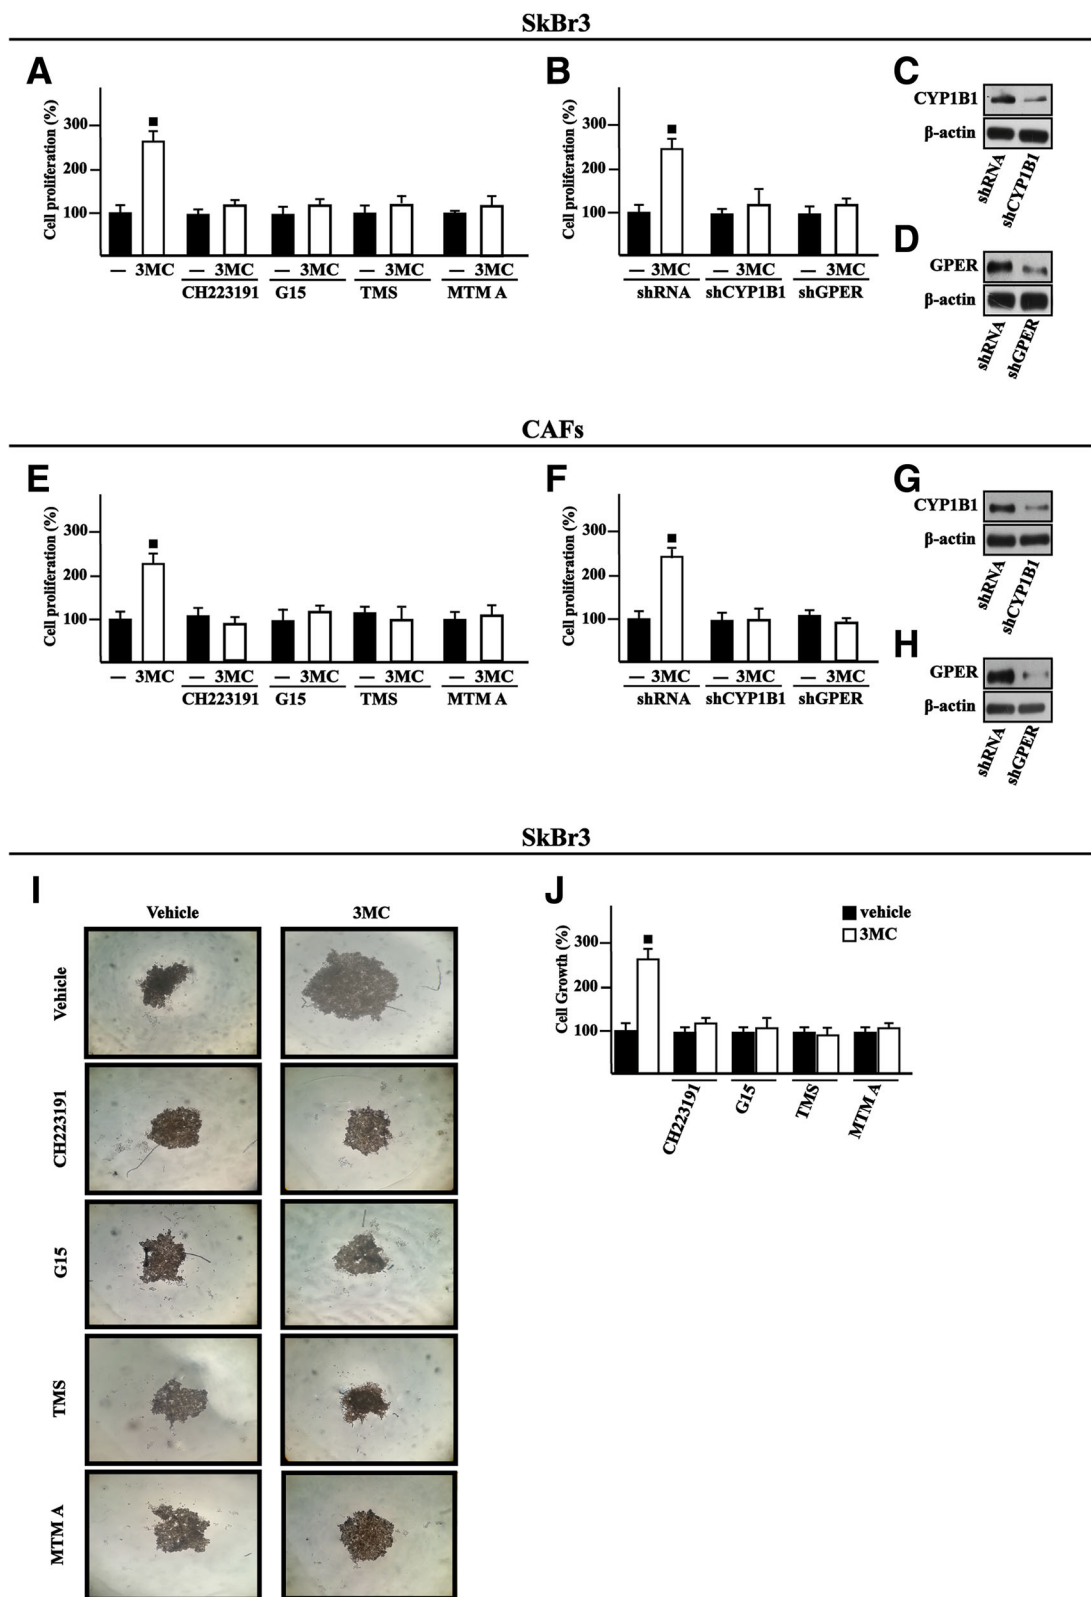 SkBr3
A
Cell proliferation (%)
300
200
100
— 3MC — 3MC — 3MC — 3MC — 3MC
CH223191 G15 TMS MTM A
B
Cell proliferation (%)
300
200
100
— 3MC — 3MC — 3MC
shRNA shCYP1B1 shGPER
C
CYP1B1
β-actin
shRNA
shCYP1B1
D
GPER
β-actin
shRNA
shGPER
CAFs
E
Cell proliferation (%)
300
200
100
— 3MC — 3MC — 3MC — 3MC — 3MC
CH223191 G15 TMS MTM A
F
Cell proliferation (%)
300
200
100
— 3MC — 3MC — 3MC
shRNA shCYP1B1 shGPER
G
CYP1B1
β-actin
shRNA
shCYP1B1
H
GPER
β-actin
shRNA
shGPER
SkBr3
I
Vehicle 3MC
Vehicle
CH223191
G15
TMS
MTM A
J
Cell Growth (%)
300
200
100
vehicle
3MC
CH223191
G15
TMS
MTM A